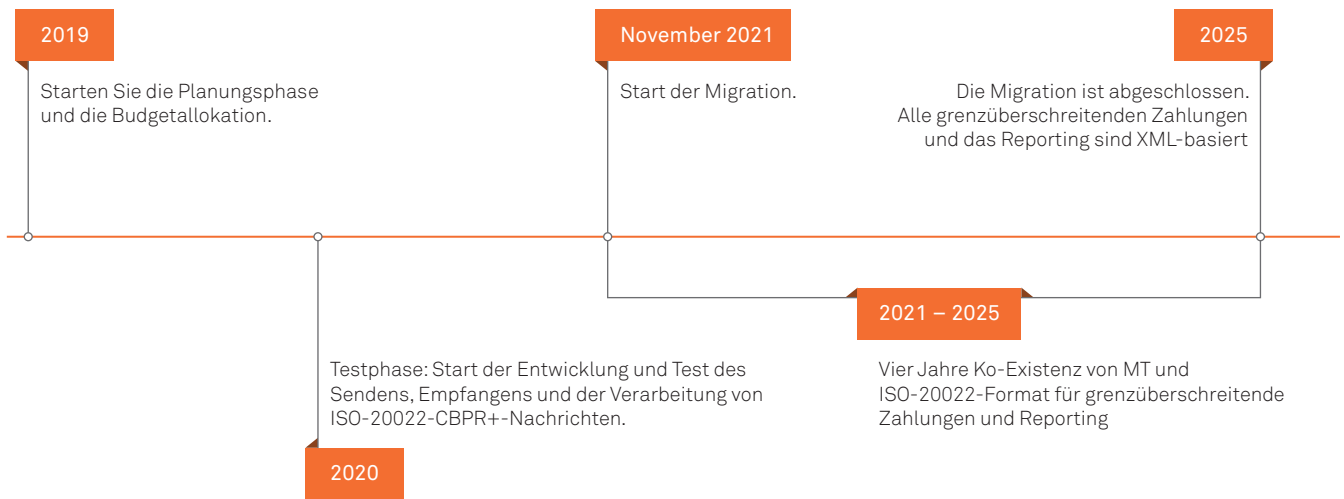 2019
Starten Sie die Planungsphase
und die Budgetallokation.
November 2021
Start der Migration.
2025
Die Migration ist abgeschlossen.
Alle grenzüberschreitenden Zahlungen
und das Reporting sind XML-basiert
2021 – 2025
Vier Jahre Ko-Existenz von MT und
ISO-20022-Format für grenzüberschreitende
Zahlungen und Reporting
Testphase: Start der Entwicklung und Test des
Sendens, Empfangens und der Verarbeitung von
ISO-20022-CBPR+-Nachrichten.
2020